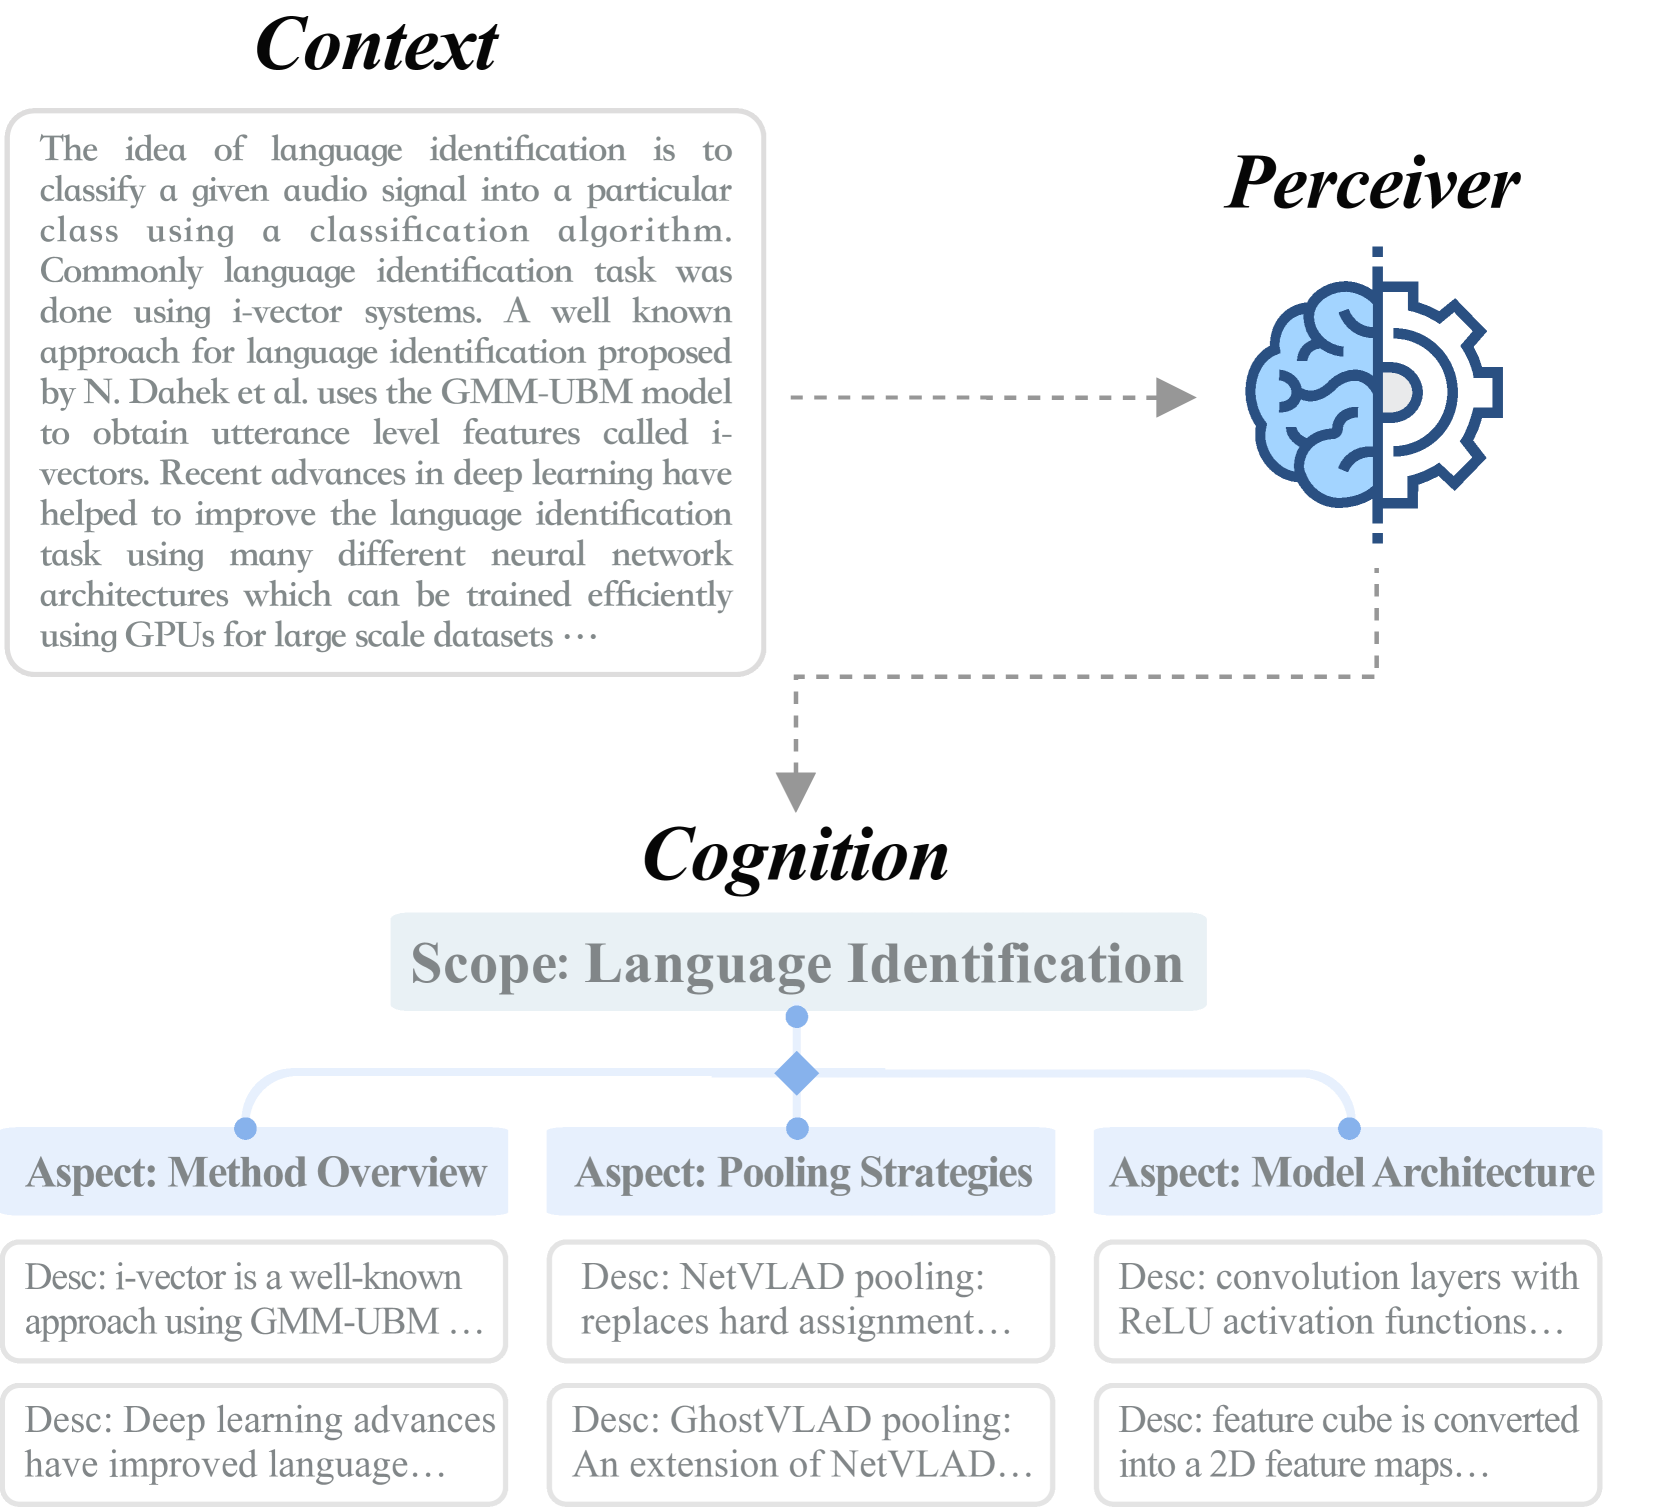 Context
The idea of language identification is to
classify a given audio signal into a particular
class using a classification algorithm.
Commonly language identification task was
done using i-vector systems. A well known
approach for language identification proposed
by N. Dahek et al. uses the GMM-UBM model
to obtain utterance level features called i-
vectors. Recent advances in deep learning have
helped to improve the language identification
task using many different neural network
architectures which can be trained efficiently
using GPUs for large scale datasets ···
Perceiver
Cognition
Scope: Language Identification
Aspect: Method Overview
Desc: i-vector is a well-known
approach using GMM-UBM …
Desc: Deep learning advances
have improved language…
Aspect: Pooling Strategies
Desc: NetVLAD pooling:
replaces hard assignment…
Desc: GhostVLAD pooling:
An extension of NetVLAD…
Aspect: Model Architecture
Desc: convolution layers with
ReLU activation functions…
Desc: feature cube is converted
into a 2D feature maps…